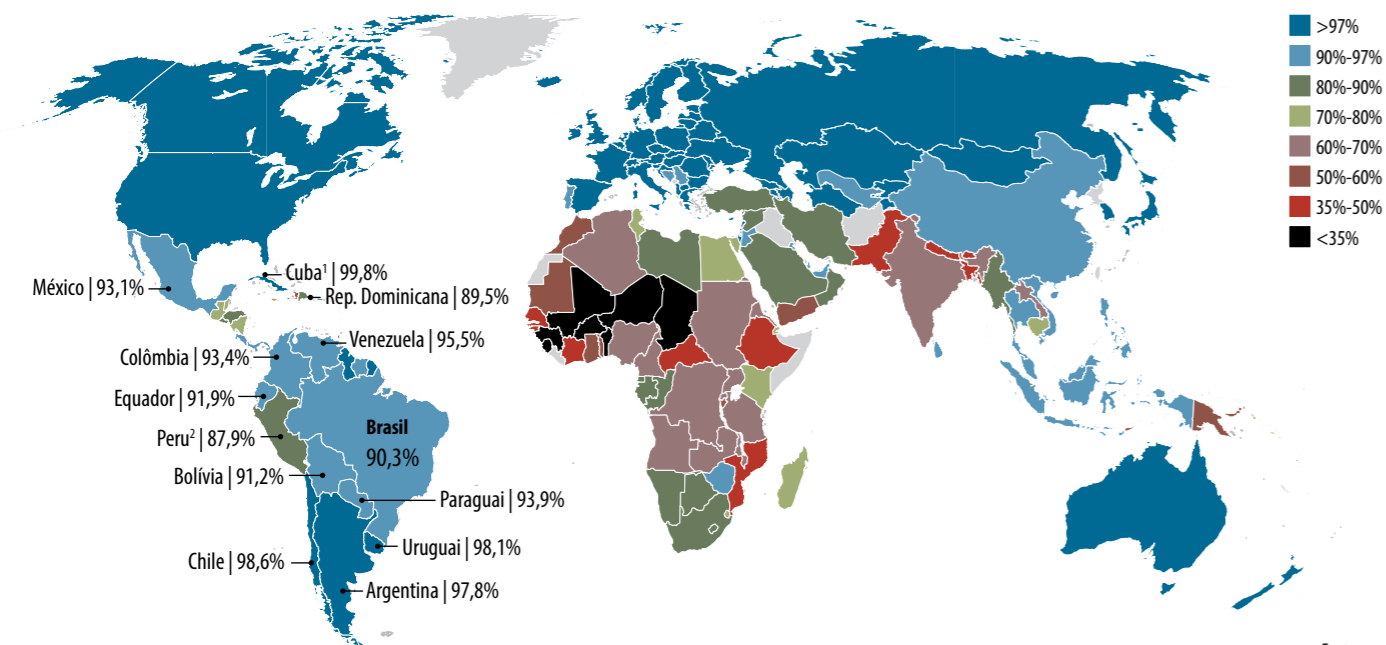 >97%
90%-97%
80%-90%
70%-80%
60%-70%
50%-60%
35%-50%
<35%
Cuba¹ | 99,8%
México | 93,1%
Rep. Dominicana | 89,5%
Venezuela | 95,5%
Colômbia | 93,4%
Equador | 91,9%
Brasil
90,3%
Peru² | 87,9%
Bolívia | 91,2%
Paraguai | 93,9%
Uruguai | 98,1%
Chile | 98,6%
Argentina | 97,8%